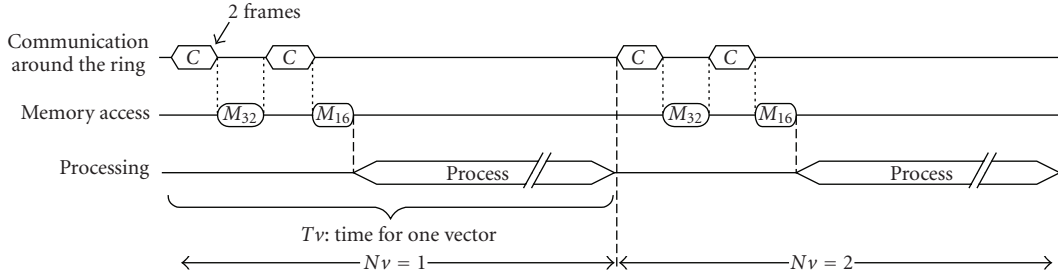 2 frames
Communication
around the ring
C
C
C
C
Memory access
M32
M16
M32
M16
Processing
Process
Process
Tv: time for one vector
Nv = 1
Nv = 2